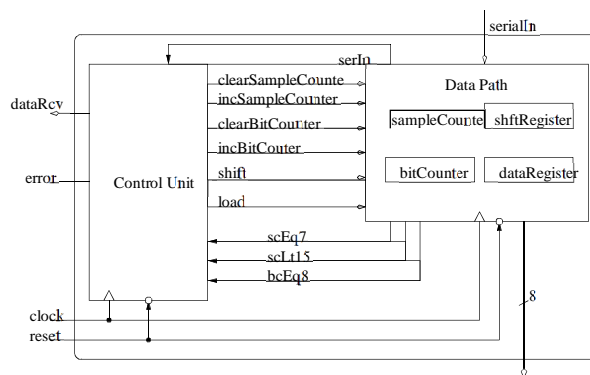 serialIn
serIn
Data Path
clearSampleCounte
incSampleCounter
dataRcv
sampleCounte
shftRegister
clearBitCounter
incBitCouter
error
Control Unit
shift
bitCounter
dataRegister
load
scEq7
scLt15
bcEq8
8
clock
reset